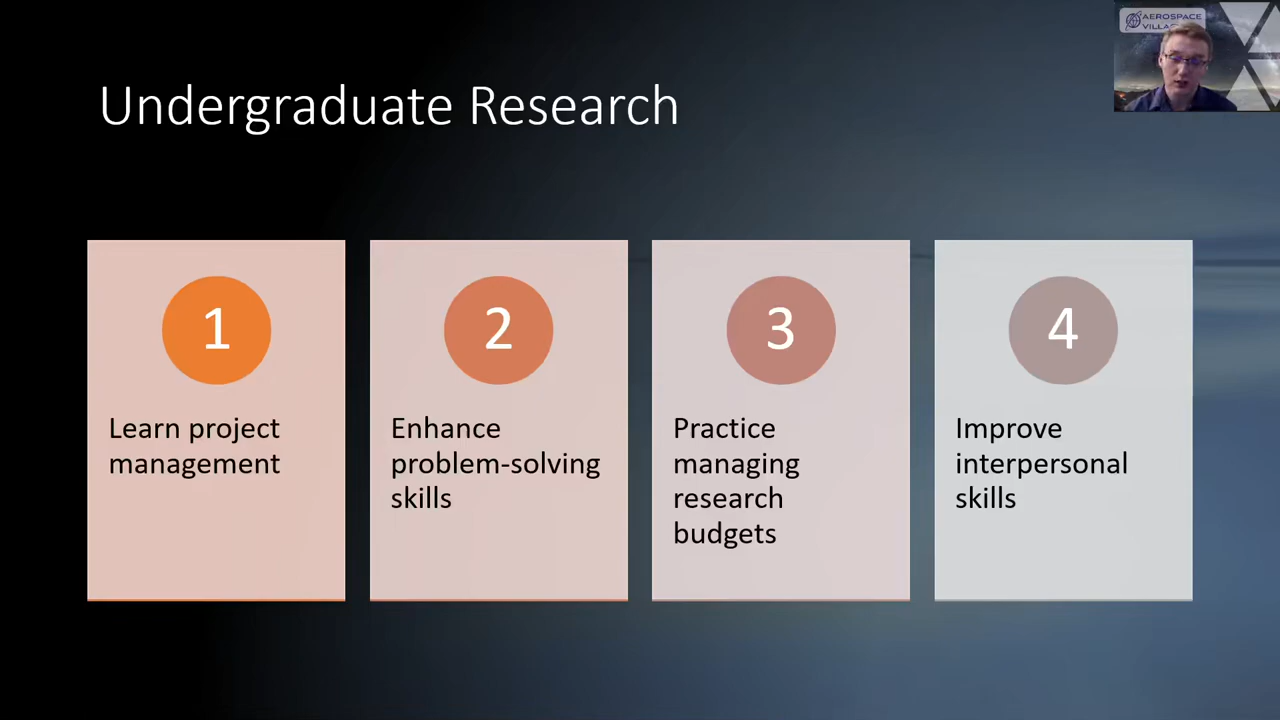 AEROSPACE
VILLAGE
Undergraduate Research
1
Learn project
management
2
Enhance
problem-solving
skills
3
Practice
managing
research
budgets
4
Improve
interpersonal
skills